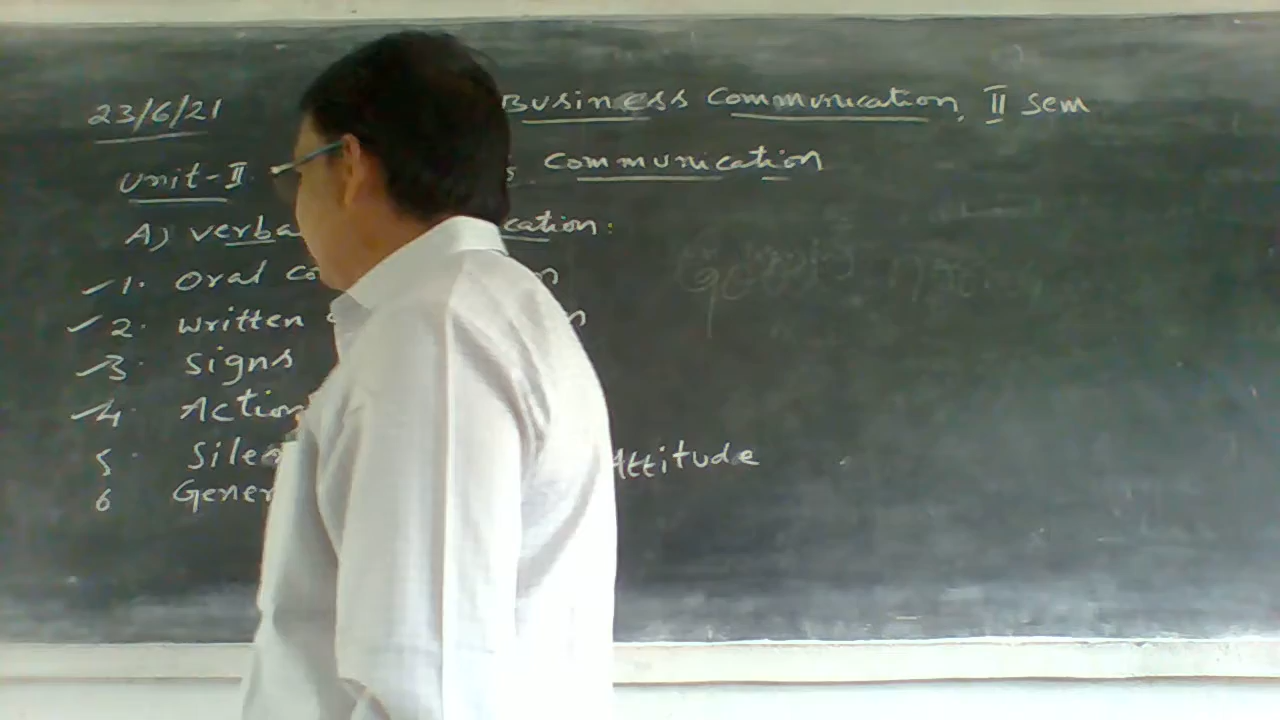 23/6/21 Business Communication, II Sem
Unit-II s Communication
A) verba cation:
1. Oral co n
2. written n
3. Signs
4. Action
5. Sile Attitude
6 Gener